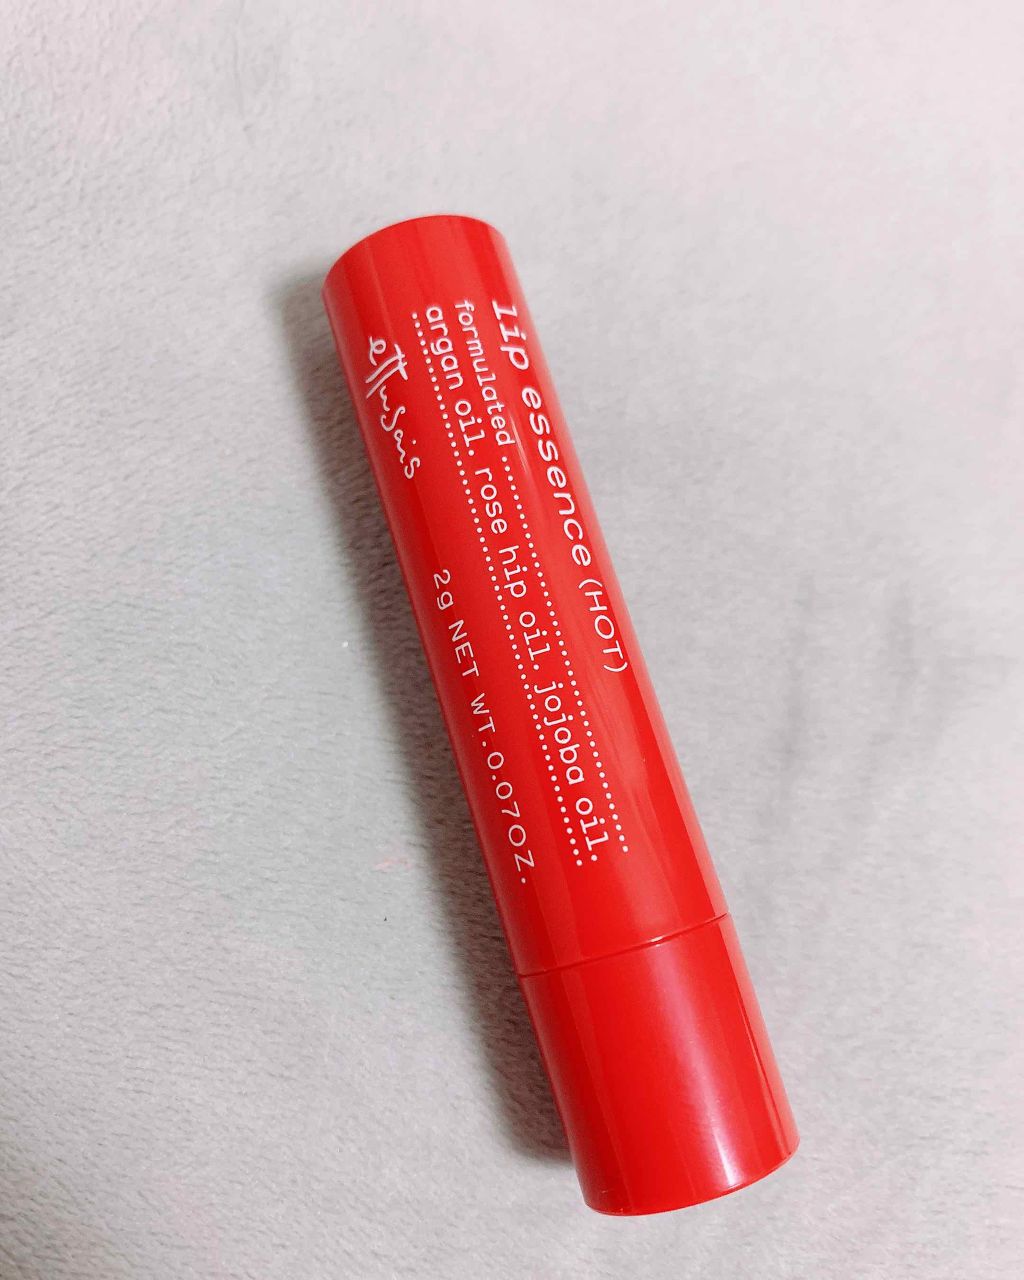 lip essence (HOT)
formulated
argan oil. rose hip oil. jojoba oil.
ettusais
2g NET WT.0.07OZ.